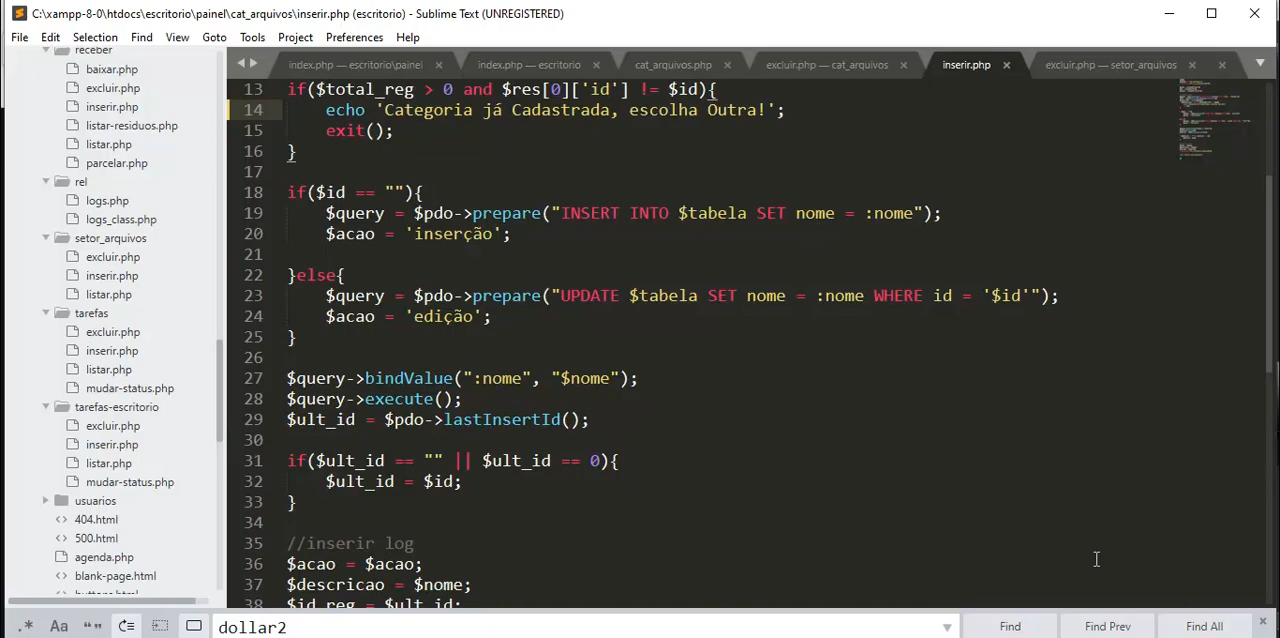 C:\xampp-8-0\htdocs\escritorio\painel\cat_arquivos\inserir.php (escritorio) - Sublime Text (UNREGISTERED)
File Edit Selection Find View Goto Tools Project Preferences Help
receber
baixar.php
excluir.php
inserir.php
listar-residuos.php
listar.php
parcelar.php
rel
logs.php
logs_class.php
setor_arquivos
excluir.php
inserir.php
listar.php
tarefas
excluir.php
inserir.php
listar.php
mudar-status.php
tarefas-escritorio
excluir.php
inserir.php
listar.php
mudar-status.php
usuarios
404.html
500.html
agenda.php
blank-page.html
buttons.html
index.php — escritorio\painel × index.php — escritorio × cat_arquivos.php × excluir.php — cat_arquivos × inserir.php × excluir.php — setor_arquivos ×
13 if($total_reg > 0 and $res[0]['id'] != $id){
14 echo 'Categoria já Cadastrada, escolha Outra!';
15 exit();
16 }
17
18 if($id == ""){
19 $query = $pdo->prepare("INSERT INTO $tabela SET nome = :nome");
20 $acao = 'inserção';
21
22 }else{
23 $query = $pdo->prepare("UPDATE $tabela SET nome = :nome WHERE id = '$id'");
24 $acao = 'edição';
25 }
26
27 $query->bindValue(":nome", "$nome");
28 $query->execute();
29 $ult_id = $pdo->lastInsertId();
30
31 if($ult_id == "" || $ult_id == 0){
32 $ult_id = $id;
33 }
34
35 //inserir log
36 $acao = $acao;
37 $descricao = $nome;
38 $id_reg = $ult_id;
.* Aa “” dollar2 Find Find Prev Find All ×